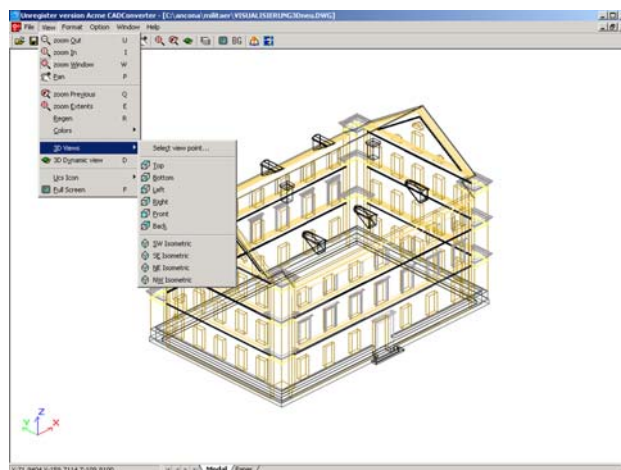 Unregister version Acme CADConverter - [C:\ancona\militaer\VISUALISIERUNG3Dneu.DWG]
File View Format Option Window Help
BG
zoom Out U
zoom In I
zoom Window W
Pan P
zoom Previous Q
zoom Extents E
Regen R
Colors
3D Views
3D Dynamic view D
Ucs Icon
Full Screen F
Select view point...
Top
Bottom
Left
Right
Front
Back
SW Isometric
SE Isometric
NE Isometric
NW Isometric
Z
Y X
Model Paper